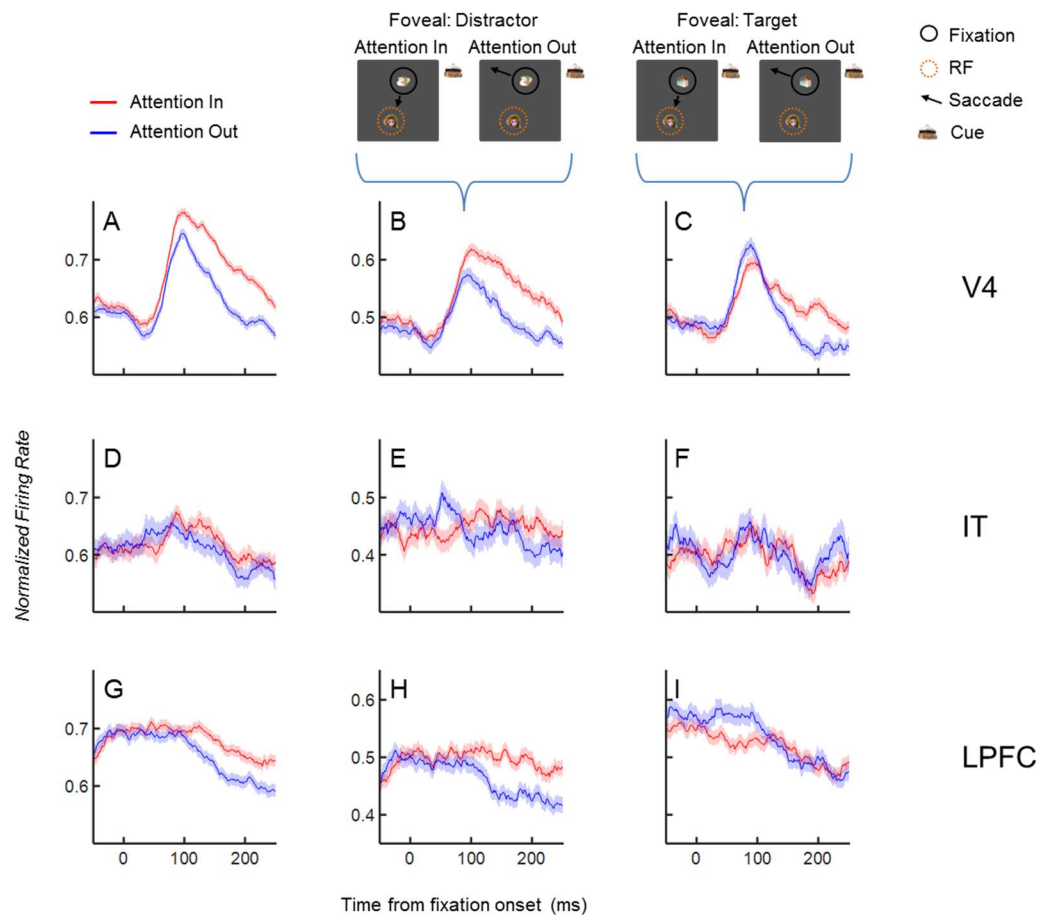 Foveal: Distractor
Foveal: Target
Attention In
Attention Out
Attention In
Attention Out
Fixation
RF
Saccade
Cue
Attention In
Attention Out
A
0.7
0.6
B
0.6
0.5
C
V4
Normalized Firing Rate
D
0.7
0.6
E
0.5
0.4
F
IT
G
0.7
0.6
H
0.6
0.5
0.4
I
LPFC
0 100 200
0 100 200
0 100 200
Time from fixation onset (ms)